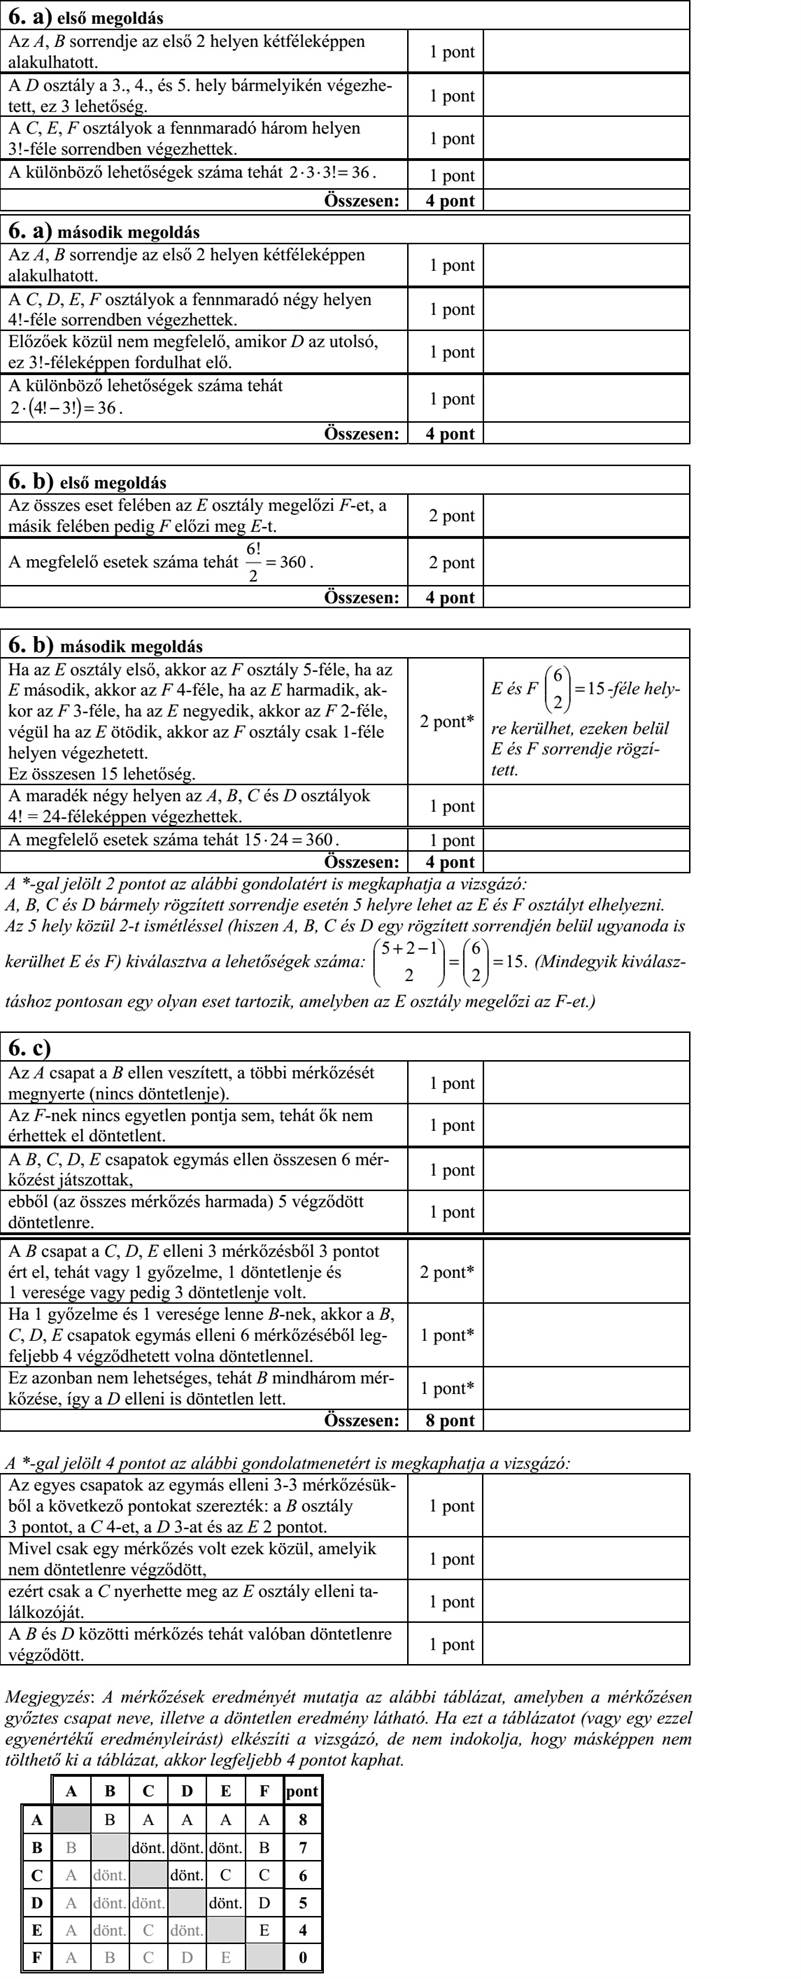 6. a) első megoldás
Az A, B sorrendje az első 2 helyen kétféleképpen
alakulhatott.
1 pont
A D osztály a 3., 4., és 5. hely bármelyikén végezhe-
tett, ez 3 lehetőség.
1 pont
A C, E, F osztályok a fennmaradó három helyen
3!-féle sorrendben végezhettek.
1 pont
A különböző lehetőségek száma tehát 2·3·3!=36.
1 pont
Összesen: 4 pont
6. a) második megoldás
Az A, B sorrendje az első 2 helyen kétféleképpen
alakulhatott.
1 pont
A C, D, E, F osztályok a fennmaradó négy helyen
4!-féle sorrendben végezhettek.
1 pont
Előzőek közül nem megfelelő, amikor D az utolsó,
ez 3!-féleképpen fordulhat elő.
1 pont
A különböző lehetőségek száma tehát
2·(4!−3!)=36.
1 pont
Összesen: 4 pont
6. b) első megoldás
Az összes eset felében az E osztály megelőzi F-et, a
másik felében pedig F előzi meg E-t.
2 pont
A megfelelő esetek száma tehát 6!/2 = 360.
2 pont
Összesen: 4 pont
6. b) második megoldás
Ha az E osztály első, akkor az F osztály 5-féle, ha az
E második, akkor az F 4-féle, ha az E harmadik, ak-
kor az F 3-féle, ha az E negyedik, akkor az F 2-féle,
végül ha az E ötödik, akkor az F osztály csak 1-féle
helyen végezhetett.
Ez összesen 15 lehetőség.
2 pont*
E és F (6 2) = 15-féle hely-
re kerülhet, ezeken belül
E és F sorrendje rögzí-
tett.
A maradék négy helyen az A, B, C és D osztályok
4! = 24-féleképpen végezhettek.
1 pont
A megfelelő esetek száma tehát 15·24=360.
1 pont
Összesen: 4 pont
A *-gal jelölt 2 pontot az alábbi gondolatért is megkaphatja a vizsgázó:
A, B, C és D bármely rögzített sorrendje esetén 5 helyre lehet az E és F osztályt elhelyezni.
Az 5 hely közül 2-t ismétléssel (hiszen A, B, C és D egy rögzített sorrendjén belül ugyanoda is
kerülhet E és F) kiválasztva a lehetőségek száma: (5+2−1 2) = (6 2) = 15. (Mindegyik kiválasz-
táshoz pontosan egy olyan eset tartozik, amelyben az E osztály megelőzi az F-et.)
6. c)
Az A csapat a B ellen veszített, a többi mérkőzését
megnyerte (nincs döntetlenje).
1 pont
Az F-nek nincs egyetlen pontja sem, tehát ők nem
érhettek el döntetlent.
1 pont
A B, C, D, E csapatok egymás ellen összesen 6 mér-
kőzést játszottak,
1 pont
ebből (az összes mérkőzés harmada) 5 végződött
döntetlenre.
1 pont
A B csapat a C, D, E elleni 3 mérkőzésből 3 pontot
ért el, tehát vagy 1 győzelme, 1 döntetlenje és
1 veresége vagy pedig 3 döntetlenje volt.
2 pont*
Ha 1 győzelme és 1 veresége lenne B-nek, akkor a B,
C, D, E csapatok egymás elleni 6 mérkőzéséből leg-
feljebb 4 végződhetett volna döntetlennel.
1 pont*
Ez azonban nem lehetséges, tehát B mindhárom mér-
kőzése, így a D elleni is döntetlen lett.
1 pont*
Összesen: 8 pont
A *-gal jelölt 4 pontot az alábbi gondolatmenetért is megkaphatja a vizsgázó:
Az egyes csapatok az egymás elleni 3-3 mérkőzésük-
ből a következő pontokat szerezték: a B osztály
3 pontot, a C 4-et, a D 3-at és az E 2 pontot.
1 pont
Mivel csak egy mérkőzés volt ezek közül, amelyik
nem döntetlenre végződött,
1 pont
ezért csak a C nyerhette meg az E osztály elleni ta-
lálkozóját.
1 pont
A B és D közötti mérkőzés tehát valóban döntetlenre
végződött.
1 pont
Megjegyzés: A mérkőzések eredményét mutatja az alábbi táblázat, amelyben a mérkőzésen
győztes csapat neve, illetve a döntetlen eredmény látható. Ha ezt a táblázatot (vagy egy ezzel
egyenértékű eredményleírást) elkészíti a vizsgázó, de nem indokolja, hogy másképpen nem
tölthető ki a táblázat, akkor legfeljebb 4 pontot kaphat.
A B C D E F pont
A B A A A A 8
B B dönt. dönt. dönt. B 7
C A dönt. dönt. C C 6
D A dönt. dönt. dönt. D 5
E A dönt. C dönt. E 4
F A B C D E 0